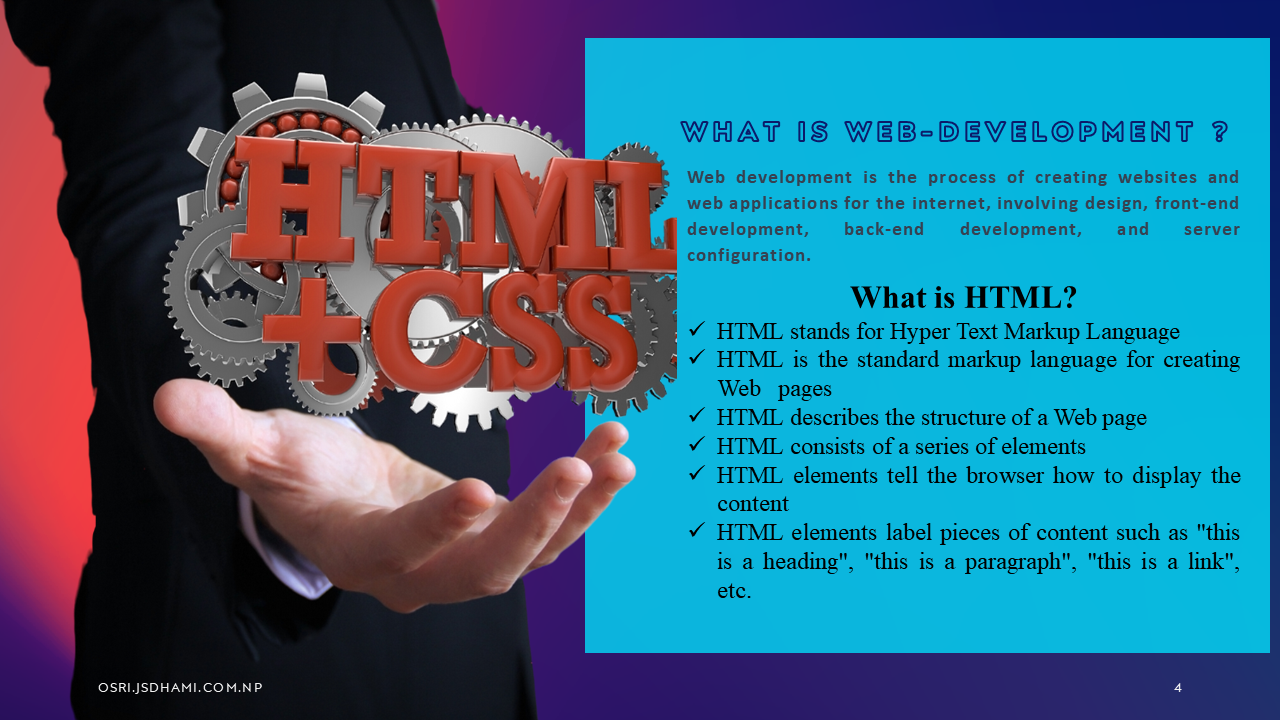 HTML
+CSS
WHAT IS WEB-DEVELOPMENT ?
Web development is the process of creating websites and
web applications for the internet, involving design, front-end
development, back-end development, and server
configuration.
What is HTML?
✓ HTML stands for Hyper Text Markup Language
✓ HTML is the standard markup language for creating
Web pages
✓ HTML describes the structure of a Web page
✓ HTML consists of a series of elements
✓ HTML elements tell the browser how to display the
content
✓ HTML elements label pieces of content such as "this
is a heading", "this is a paragraph", "this is a link",
etc.
OSRI.JSDHAMI.COM.NP
4